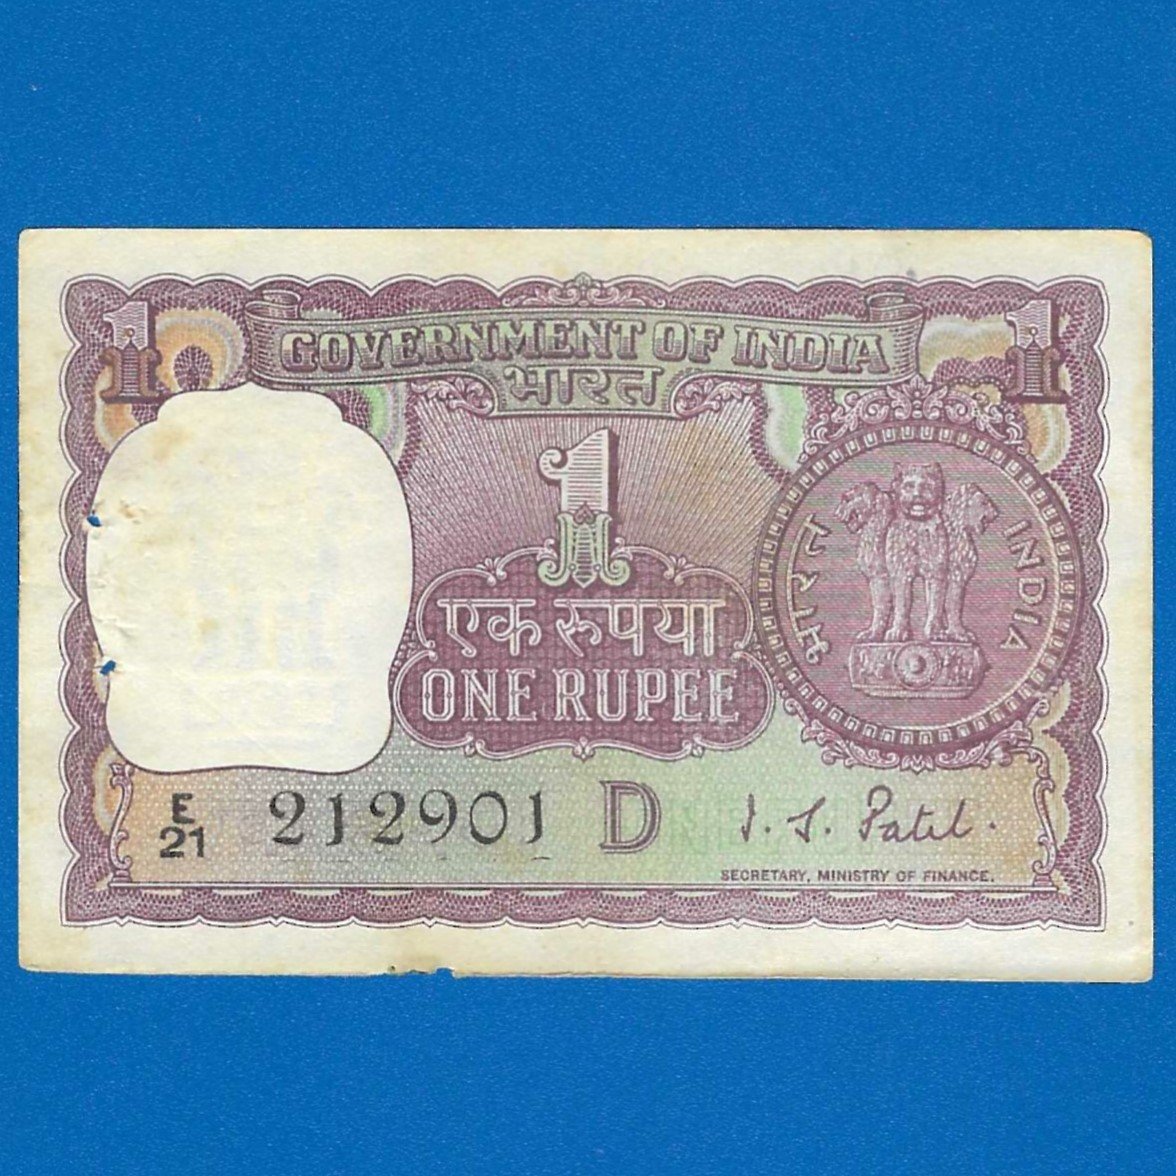 1 1
GOVERNMENT OF INDIA
भारत
1
एक रुपया
ONE RUPEE
भारत INDIA
E
21
212901 D
I. G. Patel.
SECRETARY, MINISTRY OF FINANCE.